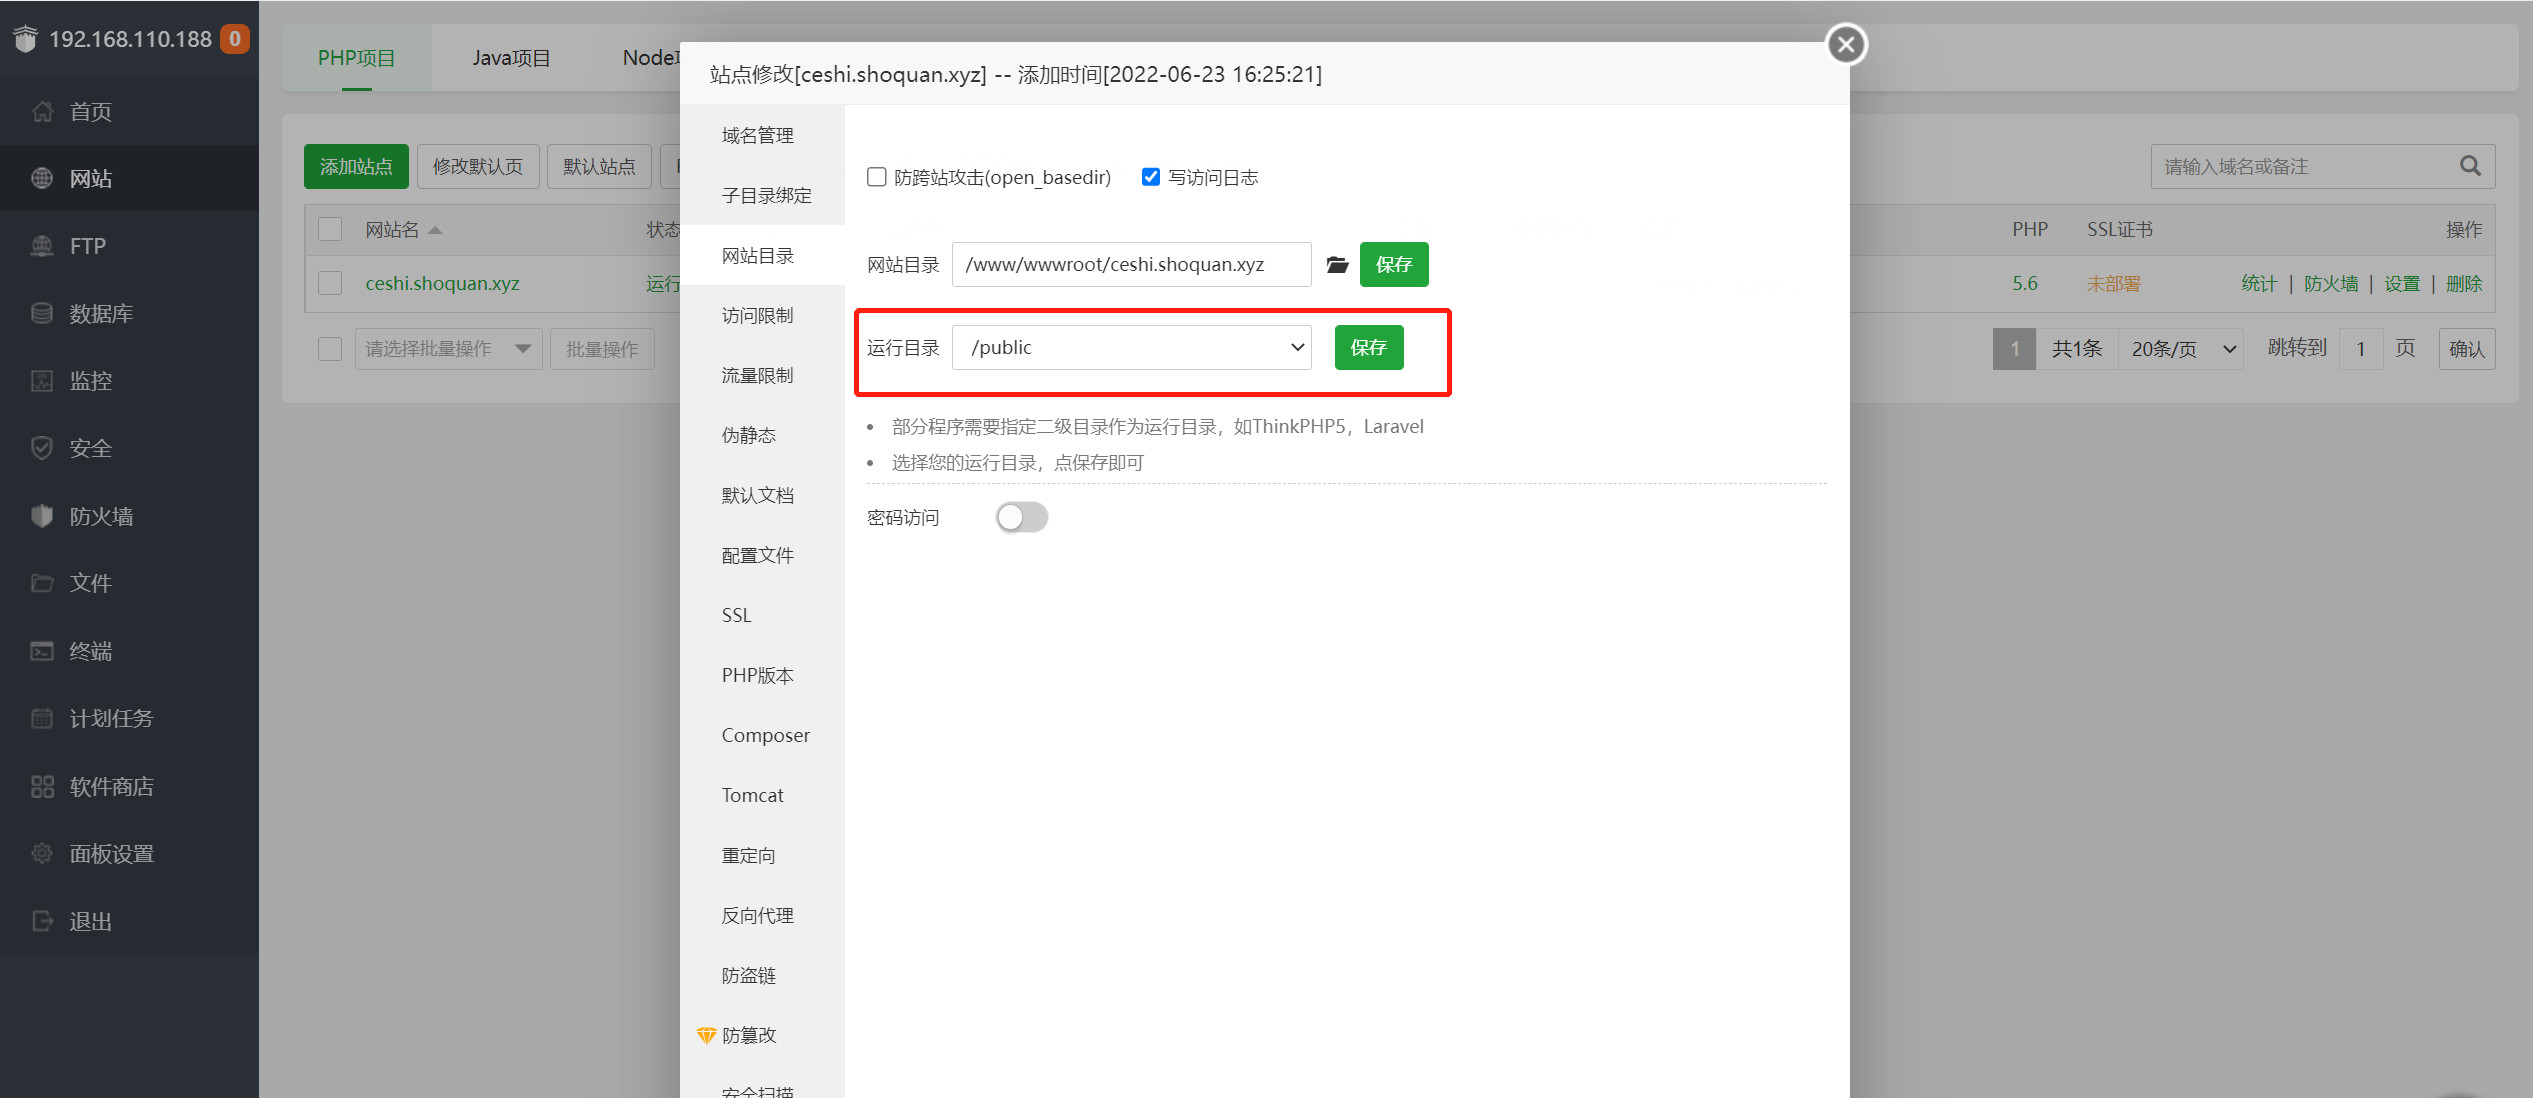 192.168.110.188
0
首页
网站
FTP
数据库
监控
安全
防火墙
文件
终端
计划任务
软件商店
面板设置
退出
PHP项目
Java项目
添加站点
修改默认页
默认站点
网站名
状态
ceshi.shoquan.xyz
请选择批量操作
批量操作
站点修改[ceshi.shoquan.xyz] -- 添加时间[2022-06-23 16:25:21]
域名管理
子目录绑定
网站目录
访问限制
流量限制
伪静态
默认文档
配置文件
SSL
PHP版本
Composer
Tomcat
重定向
反向代理
防盗链
防篡改
安全扫描
防跨站攻击(open_basedir)
写访问日志
网站目录 /www/wwwroot/ceshi.shoquan.xyz 保存
运行目录 /public 保存
部分程序需要指定二级目录作为运行目录，如ThinkPHP5，Laravel
选择您的运行目录，点保存即可
密码访问
请输入域名或备注
PHP SSL证书 操作
5.6 未部署 统计 | 防火墙 | 设置 | 删除
1 共1条 20条/页 跳转到 1 页 确认